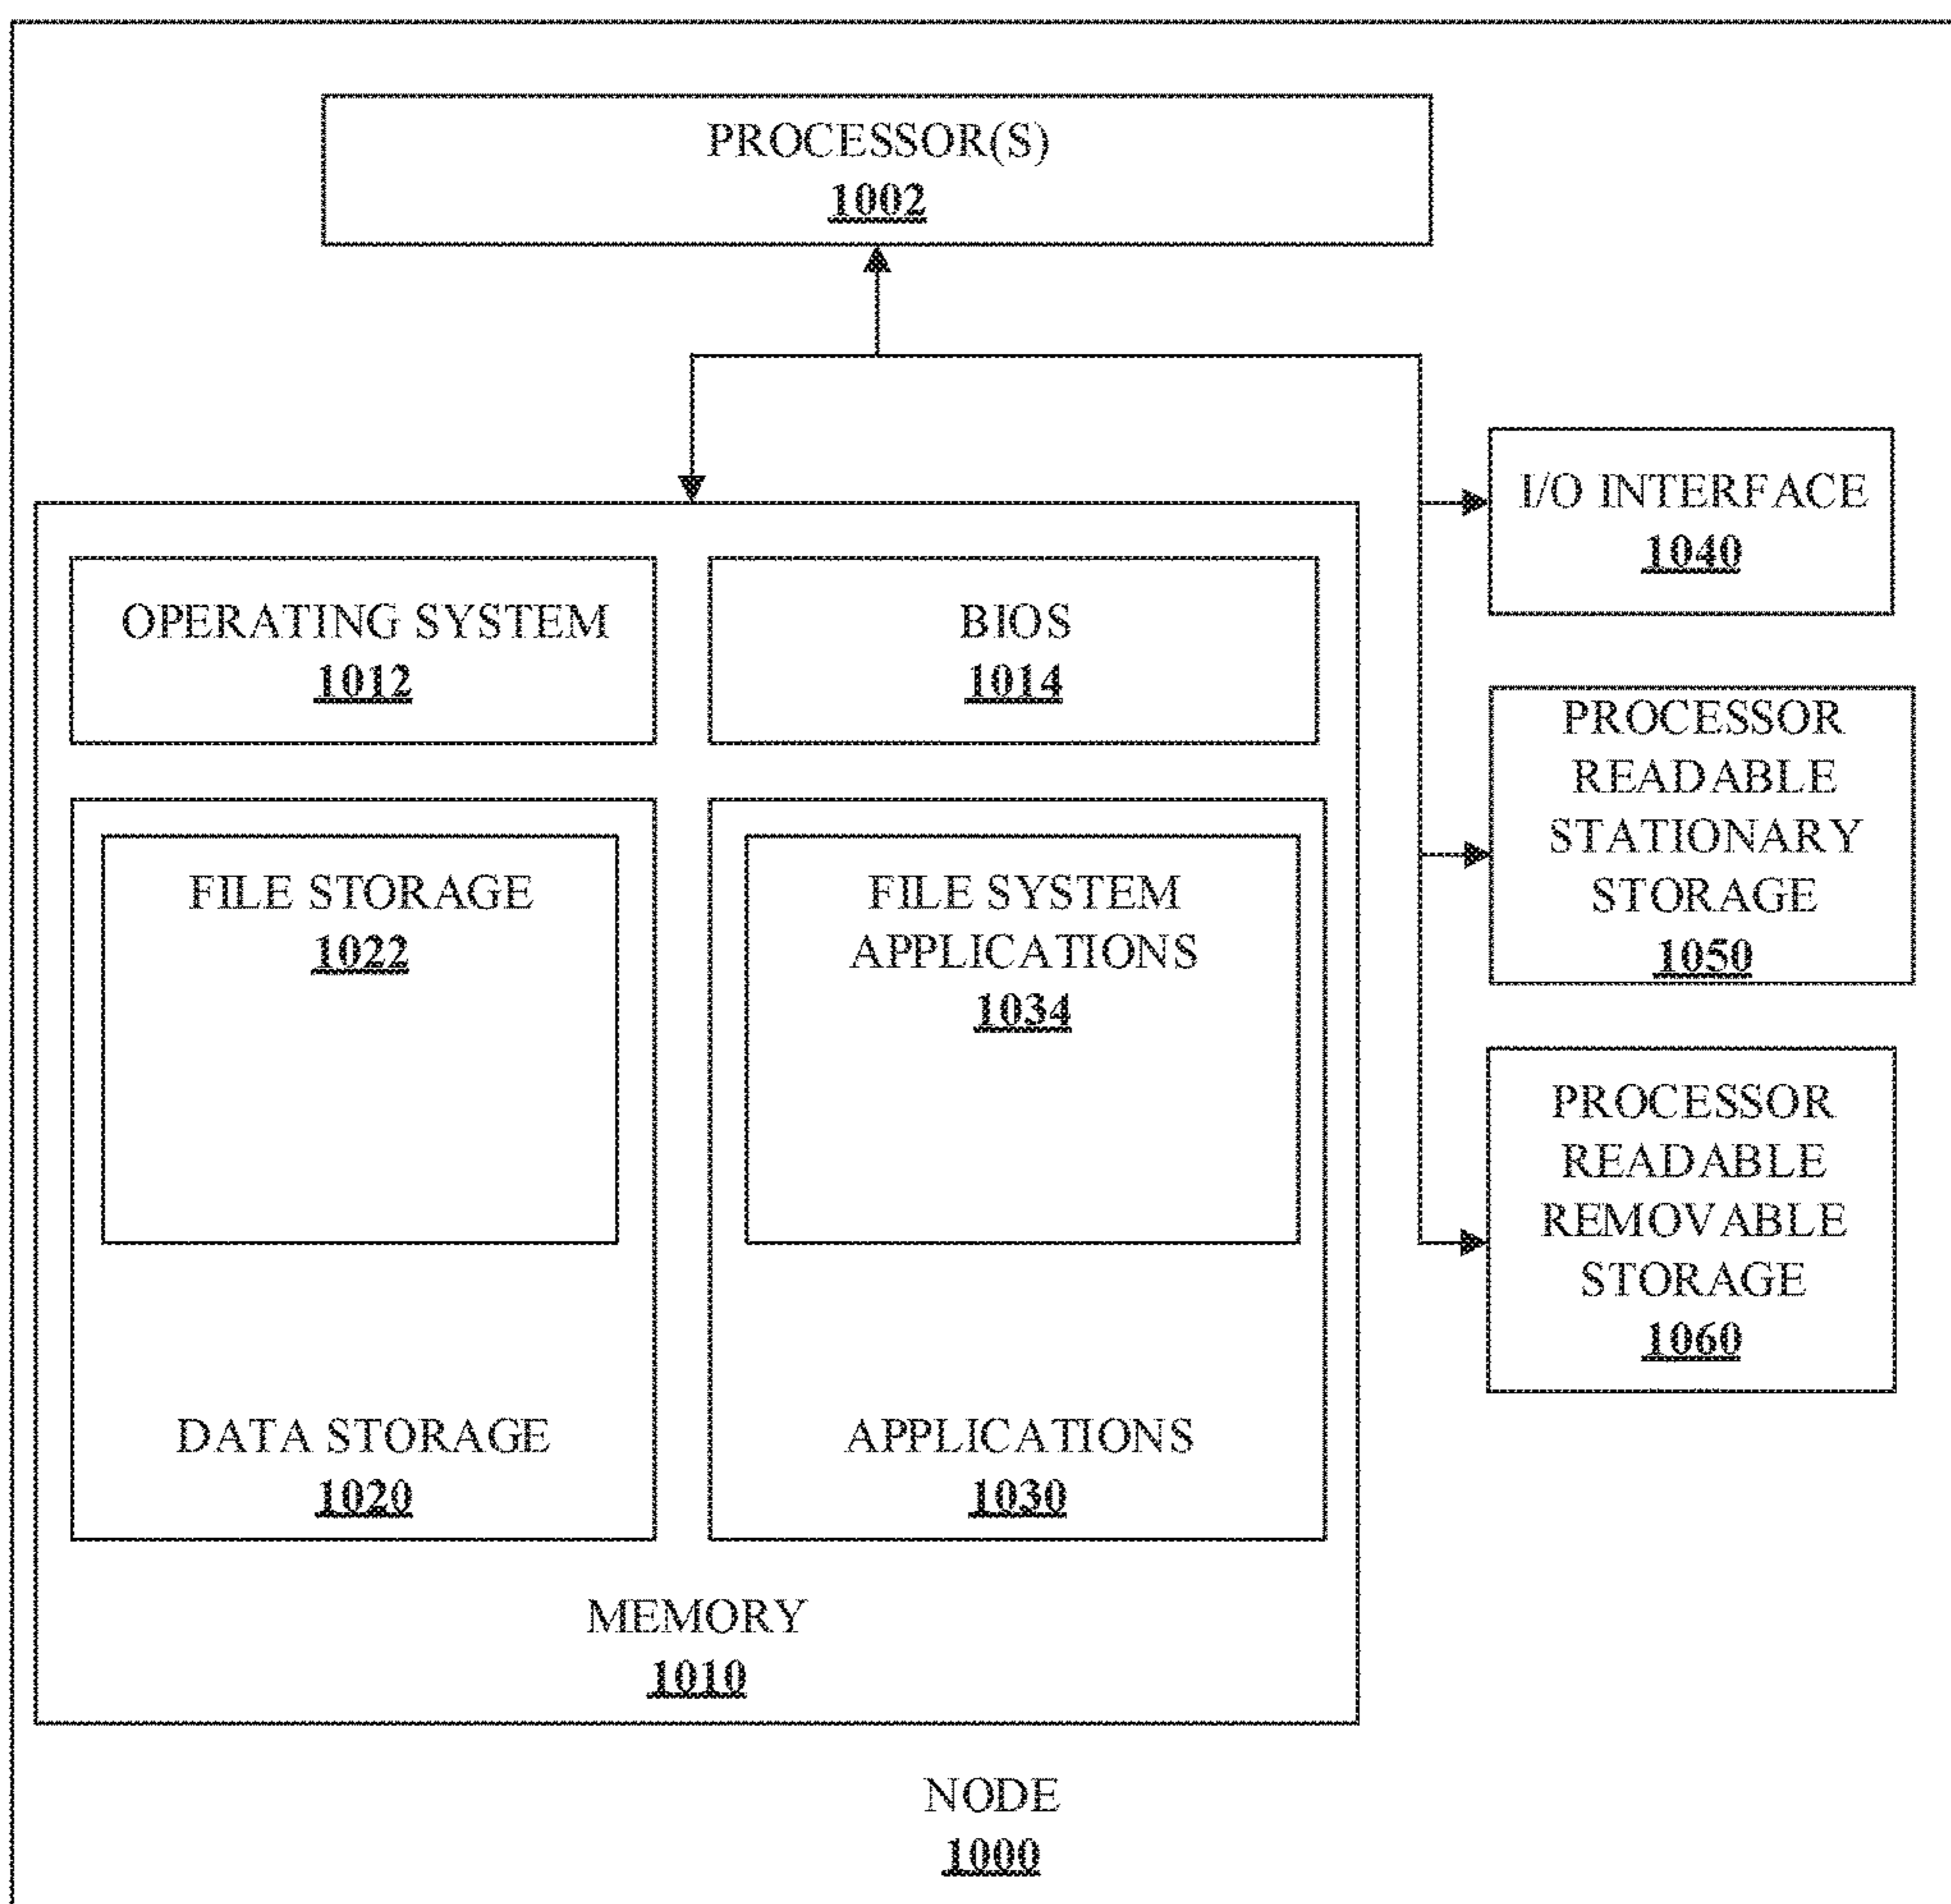 PROCESSOR(S)
1002
I/O INTERFACE
1040
OPERATING SYSTEM
1012
BIOS
1014
PROCESSOR
READABLE
STATIONARY
STORAGE
1050
FILE STORAGE
1022
FILE SYSTEM
APPLICATIONS
1034
PROCESSOR
READABLE
REMOVABLE
STORAGE
1060
DATA STORAGE
1020
APPLICATIONS
1030
MEMORY
1010
NODE
1000